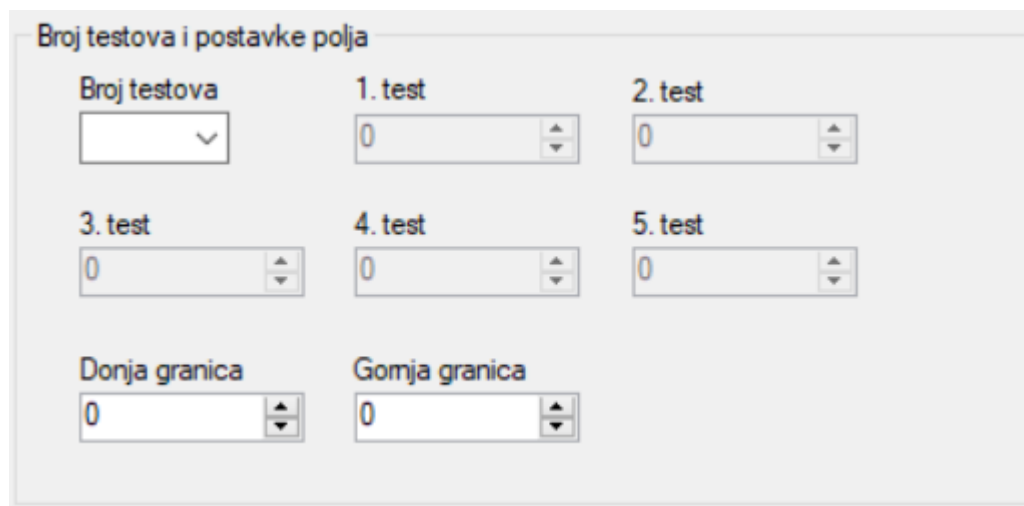 Broj testova i postavke polja
Broj testova 1. test 2. test
0 0
3. test 4. test 5. test
0 0 0
Donja granica Gornja granica
0 0